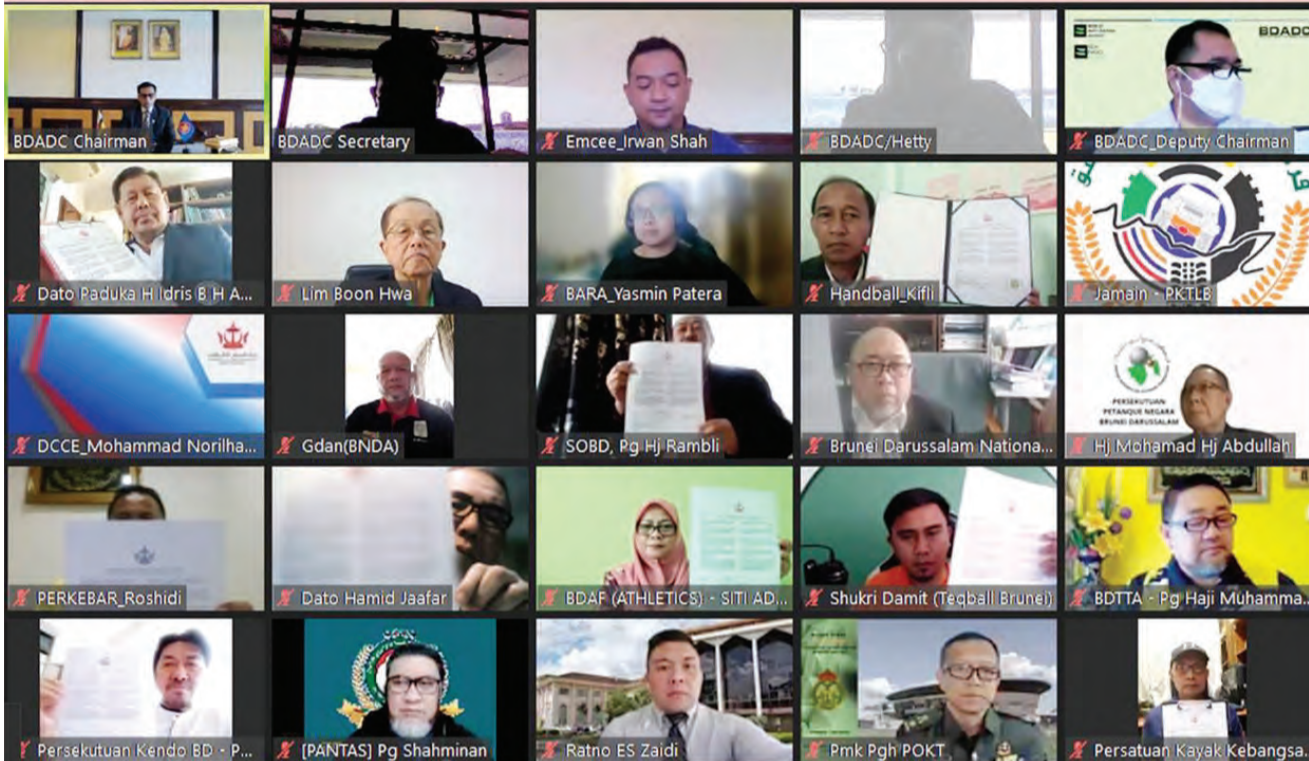 BDADC
BDADC Chairman
BDADC Secretary
Emcee_Irwan Shah
BDADC/Hetty
BDADC_Deputy Chairman
Dato Paduka H Idris B H A...
Lim Boon Hwa
BARA_Yasmin Patera
Handball_Kifli
Jamain - PKTLB
DCCE_Mohammad Norilha...
Gdan(BNDA)
SOBD, Pg Hj Rambli
Brunei Darussalam Nationa...
PERSEKUTUAN
PETANQUE NEGARA
BRUNEI DARUSSALAM
Hj Mohamad Hj Abdullah
PERKEBAR_Roshidi
Dato Hamid Jaafar
BDAF (ATHLETICS) - SITI AD...
Shukri Damit (Teqball Brunei)
BDTTA - Pg Haji Muhamma...
Persekutuan Kendo BD - P...
[PANTAS] Pg Shahminan
Ratno ES Zaidi
Pmk Pgh POKT
Persatuan Kayak Kebangsa...